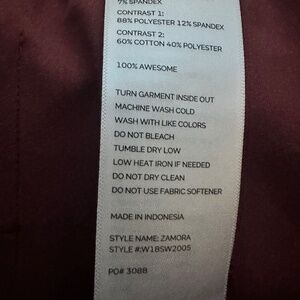 7% SPANDEX
CONTRAST 1:
88% POLYESTER 12% SPANDEX
CONTRAST 2:
60% COTTON 40% POLYESTER
100% AWESOME
TURN GARMENT INSIDE OUT
MACHINE WASH COLD
WASH WITH LIKE COLORS
DO NOT BLEACH
TUMBLE DRY LOW
LOW HEAT IRON IF NEEDED
DO NOT DRY CLEAN
DO NOT USE FABRIC SOFTENER
MADE IN INDONESIA
STYLE NAME: ZAMORA
STYLE #:W18SW2005
PO# 3088